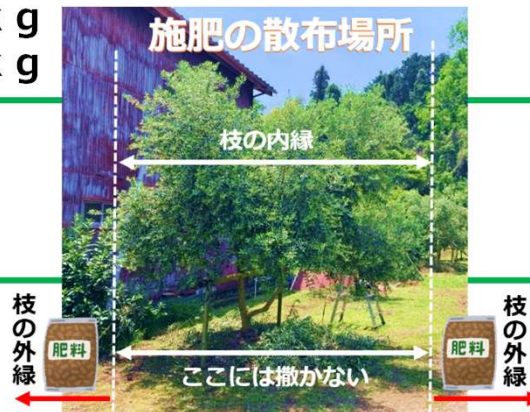 g
g
施肥の散布場所
枝の内縁
枝の外縁
肥料
ここには撒かない
肥料
枝の外縁